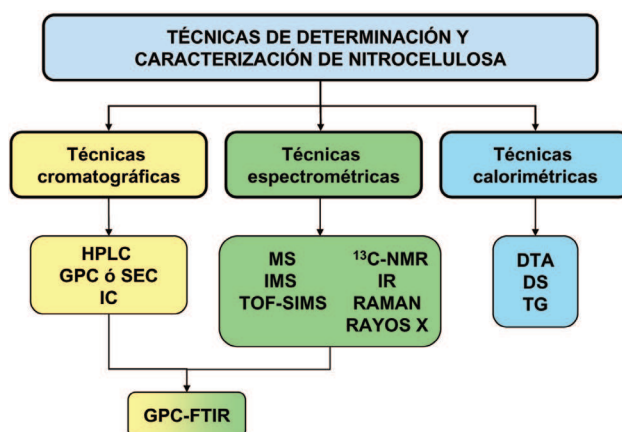 TÉCNICAS DE DETERMINACIÓN Y
CARACTERIZACIÓN DE NITROCELULOSA
Técnicas
cromatográficas
Técnicas
espectrométricas
Técnicas
calorimétricas
HPLC
GPC ó SEC
IC
MS
IMS
TOF-SIMS
¹³C-NMR
IR
RAMAN
RAYOS X
DTA
DS
TG
GPC-FTIR